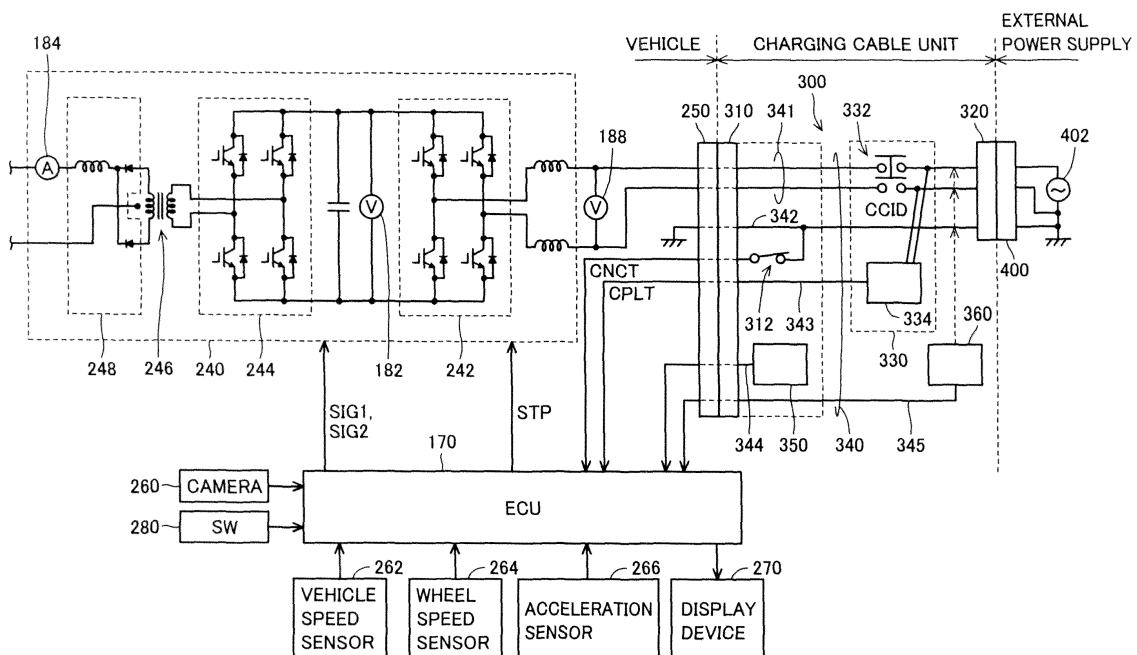 EXTERNAL
POWER SUPPLY
VEHICLE
CHARGING CABLE UNIT
184
300
250
310
341
332
320
402
188
A
V
V
CCID
342
CNCT
CPLT
312
343
334
400
360
330
248
246
240
244
182
242
344
350
340
345
SIG1,
SIG2
STP
170
260
CAMERA
ECU
280
SW
262
264
266
270
VEHICLE
SPEED
SENSOR
WHEEL
SPEED
SENSOR
ACCELERATION
SENSOR
DISPLAY
DEVICE